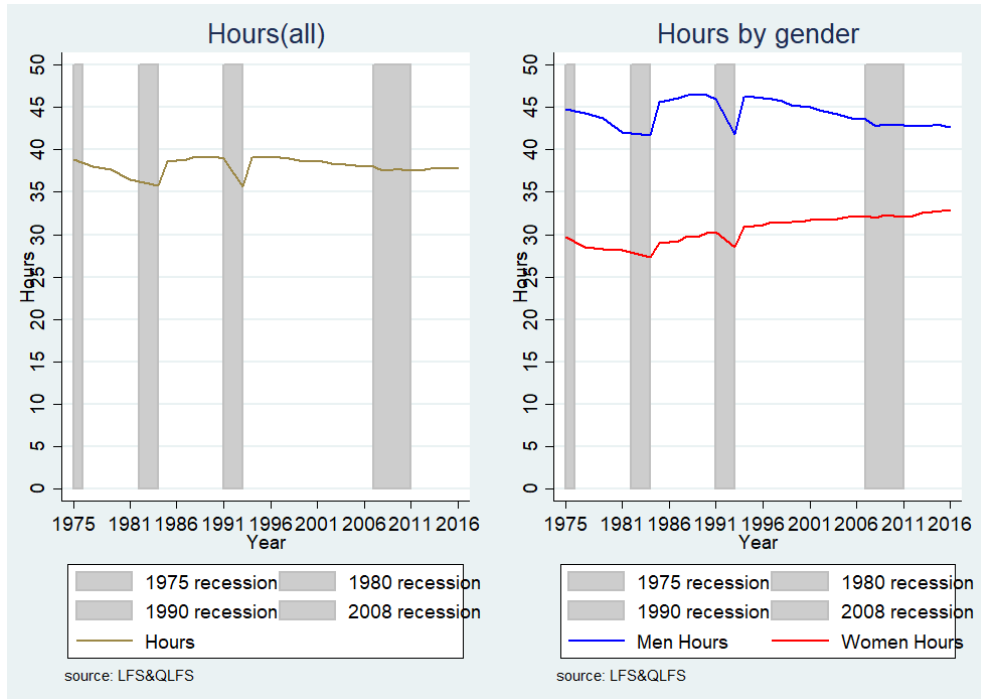 Hours(all)
50
45
40
35
30
25
20
15
10
5
0
Hours
1975 1981 1986 1991 1996 2001 2006 2011 2016
Year
1975 recession 1980 recession
1990 recession 2008 recession
Hours
source: LFS&QLFS
Hours by gender
50
45
40
35
30
25
20
15
10
5
0
Hours
1975 1981 1986 1991 1996 2001 2006 2011 2016
Year
1975 recession 1980 recession
1990 recession 2008 recession
Men Hours Women Hours
source: LFS&QLFS